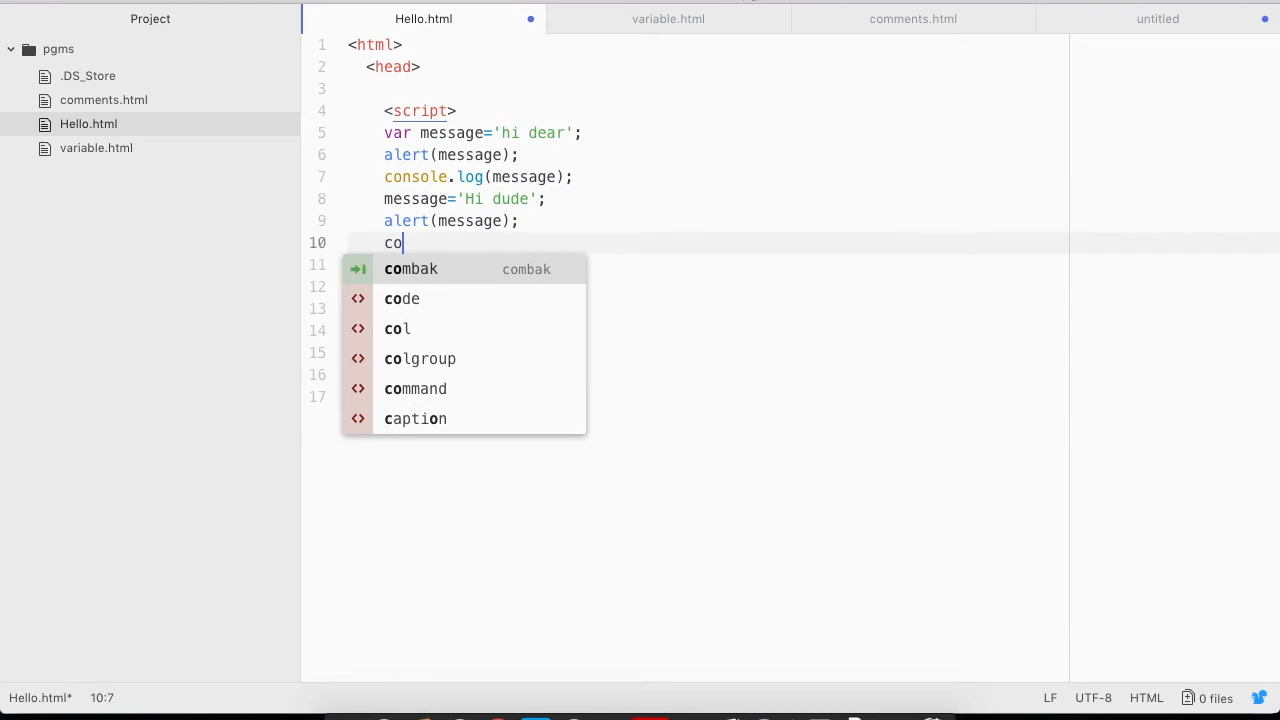 Project
Hello.html
variable.html
comments.html
untitled
pgms
.DS_Store
comments.html
Hello.html
variable.html
1 <html>
2 <head>
3
4 <script>
5 var message='hi dear';
6 alert(message);
7 console.log(message);
8 message='Hi dude';
9 alert(message);
10 co
11
12
13
14
15
16
17
combak combak
code
col
colgroup
command
caption
Hello.html* 10:7 LF UTF-8 HTML 0 files